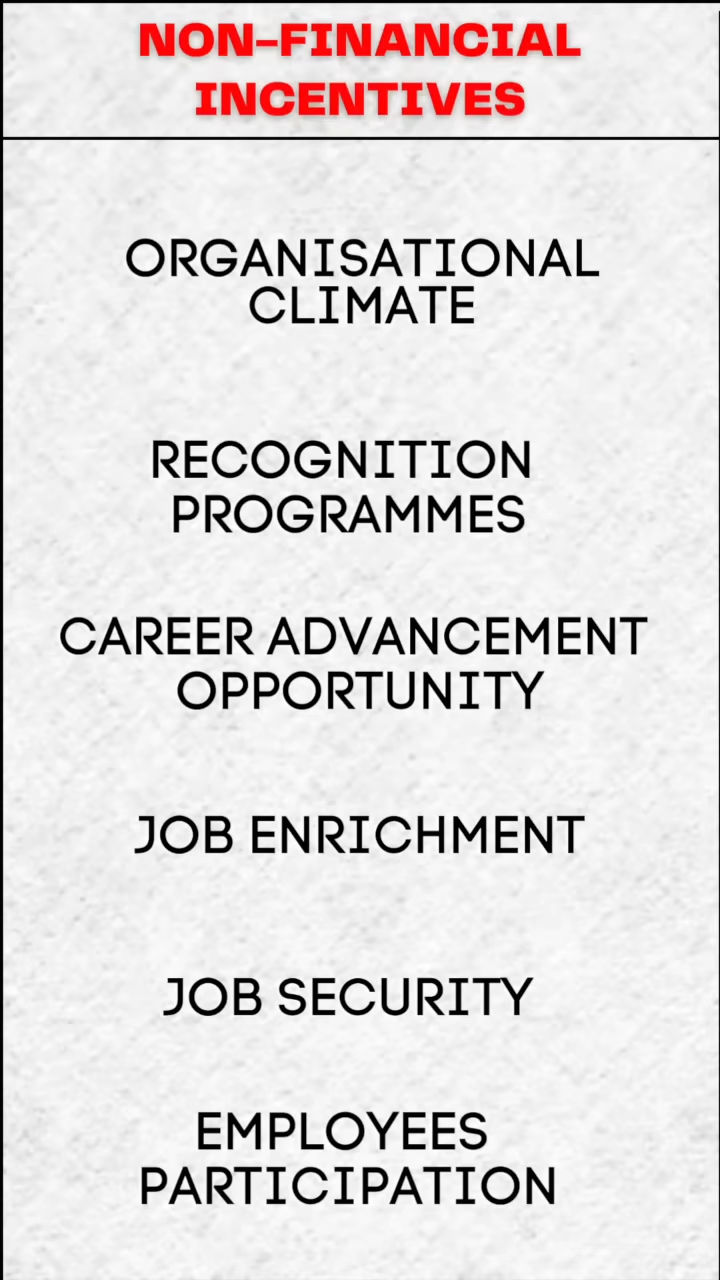 NON-FINANCIAL
INCENTIVES
ORGANISATIONAL
CLIMATE
RECOGNITION
PROGRAMMES
CAREER ADVANCEMENT
OPPORTUNITY
JOB ENRICHMENT
JOB SECURITY
EMPLOYEES
PARTICIPATION